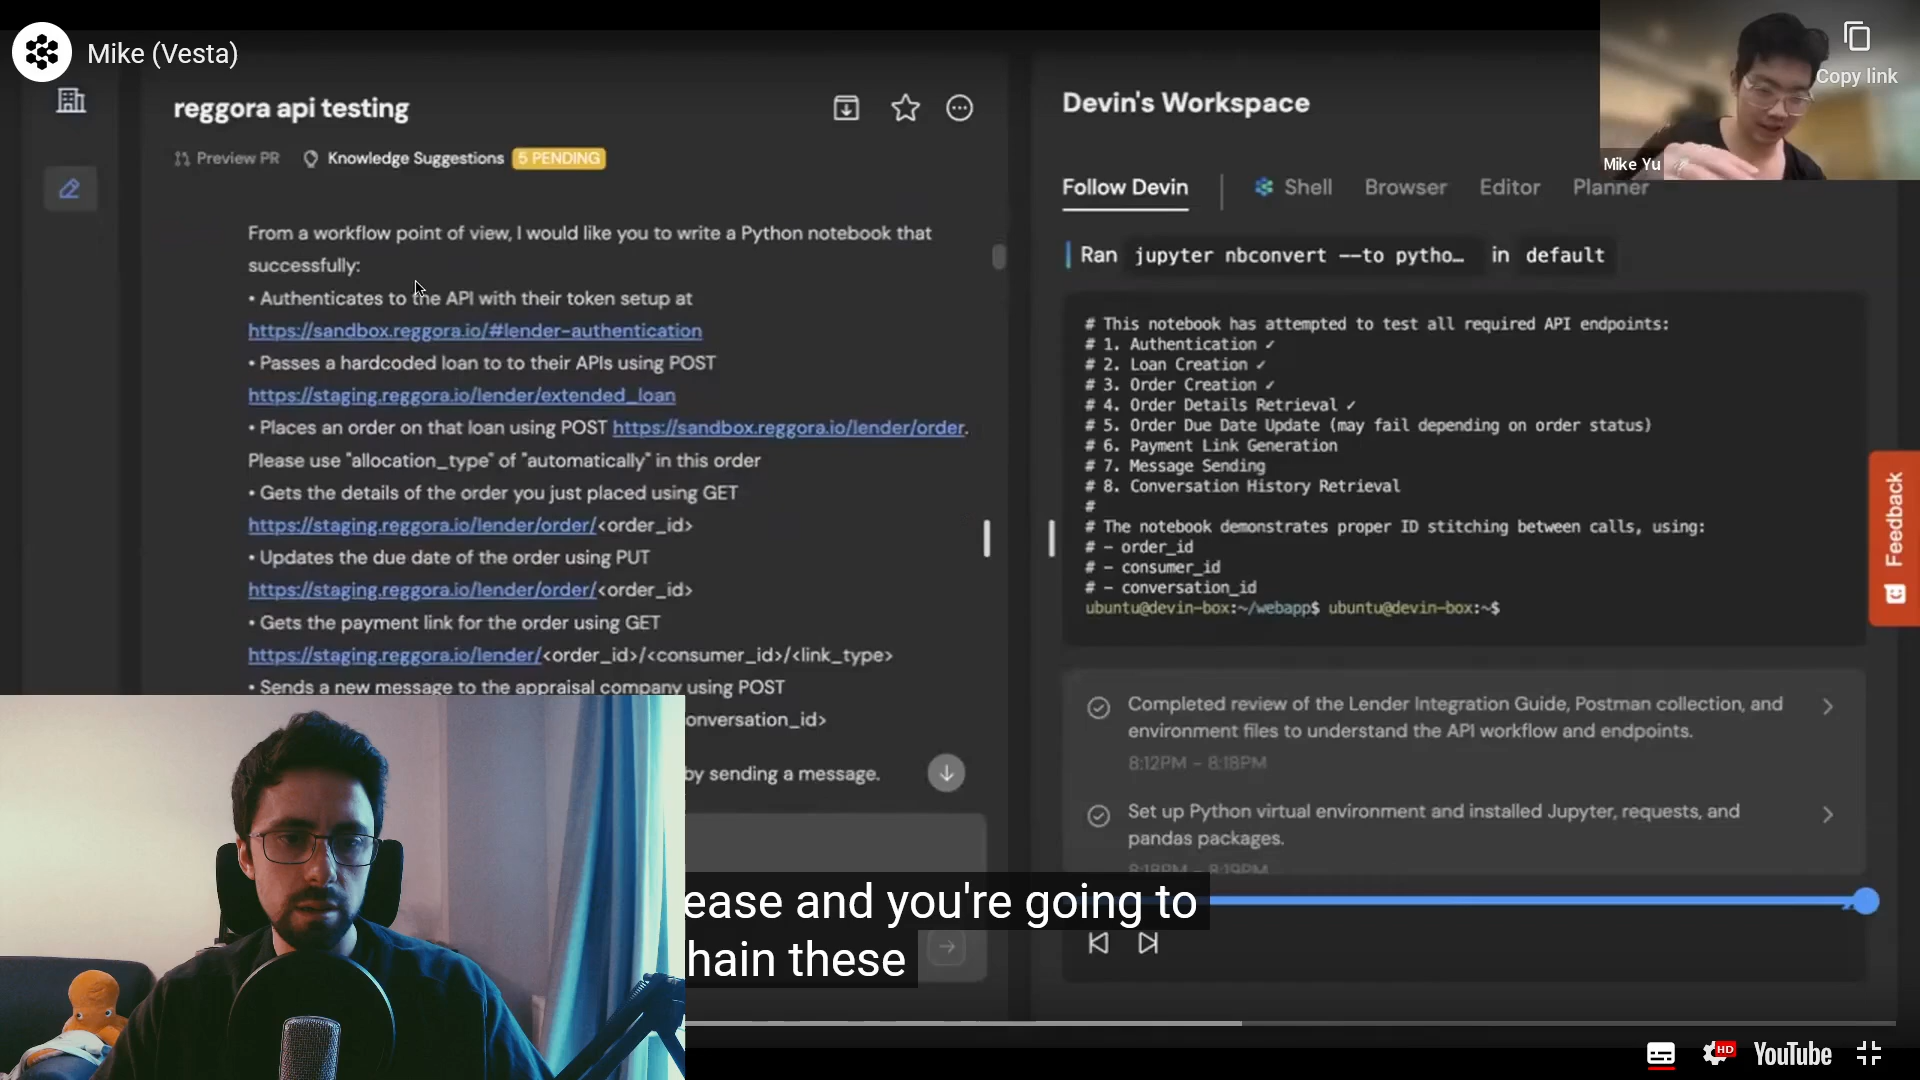 Mike (Vesta)
Copy link
Mike Yu
reggora api testing
Preview PR
Knowledge Suggestions
5 PENDING
From a workflow point of view, I would like you to write a Python notebook that
successfully:
• Authenticates to the API with their token setup at
https://sandbox.reggora.io/#lender-authentication
• Passes a hardcoded loan to to their APIs using POST
https://staging.reggora.io/lender/extended_loan
• Places an order on that loan using POST https://sandbox.reggora.io/lender/order.
Please use "allocation_type" of "automatically" in this order
• Gets the details of the order you just placed using GET
https://staging.reggora.io/lender/order/<order_id>
• Updates the due date of the order using PUT
https://staging.reggora.io/lender/order/<order_id>
• Gets the payment link for the order using GET
https://staging.reggora.io/lender/<order_id>/<consumer_id>/<link_type>
• Sends a new message to the appraisal company using POST
onversation_id>
by sending a message.
Devin's Workspace
Follow Devin
Shell
Browser
Editor
Planner
Ran jupyter nbconvert --to pytho… in default
# This notebook has attempted to test all required API endpoints:
# 1. Authentication ✓
# 2. Loan Creation ✓
# 3. Order Creation ✓
# 4. Order Details Retrieval ✓
# 5. Order Due Date Update (may fail depending on order status)
# 6. Payment Link Generation
# 7. Message Sending
# 8. Conversation History Retrieval
#
# The notebook demonstrates proper ID stitching between calls, using:
# - order_id
# - consumer_id
# - conversation_id
ubuntu@devin-box:~/webapp$ ubuntu@devin-box:~$
Completed review of the Lender Integration Guide, Postman collection, and
environment files to understand the API workflow and endpoints.
8:12PM - 8:18PM
Set up Python virtual environment and installed Jupyter, requests, and
pandas packages.
8:18PM - 8:19PM
Feedback
ease and you're going to
hain these
HD
YouTube